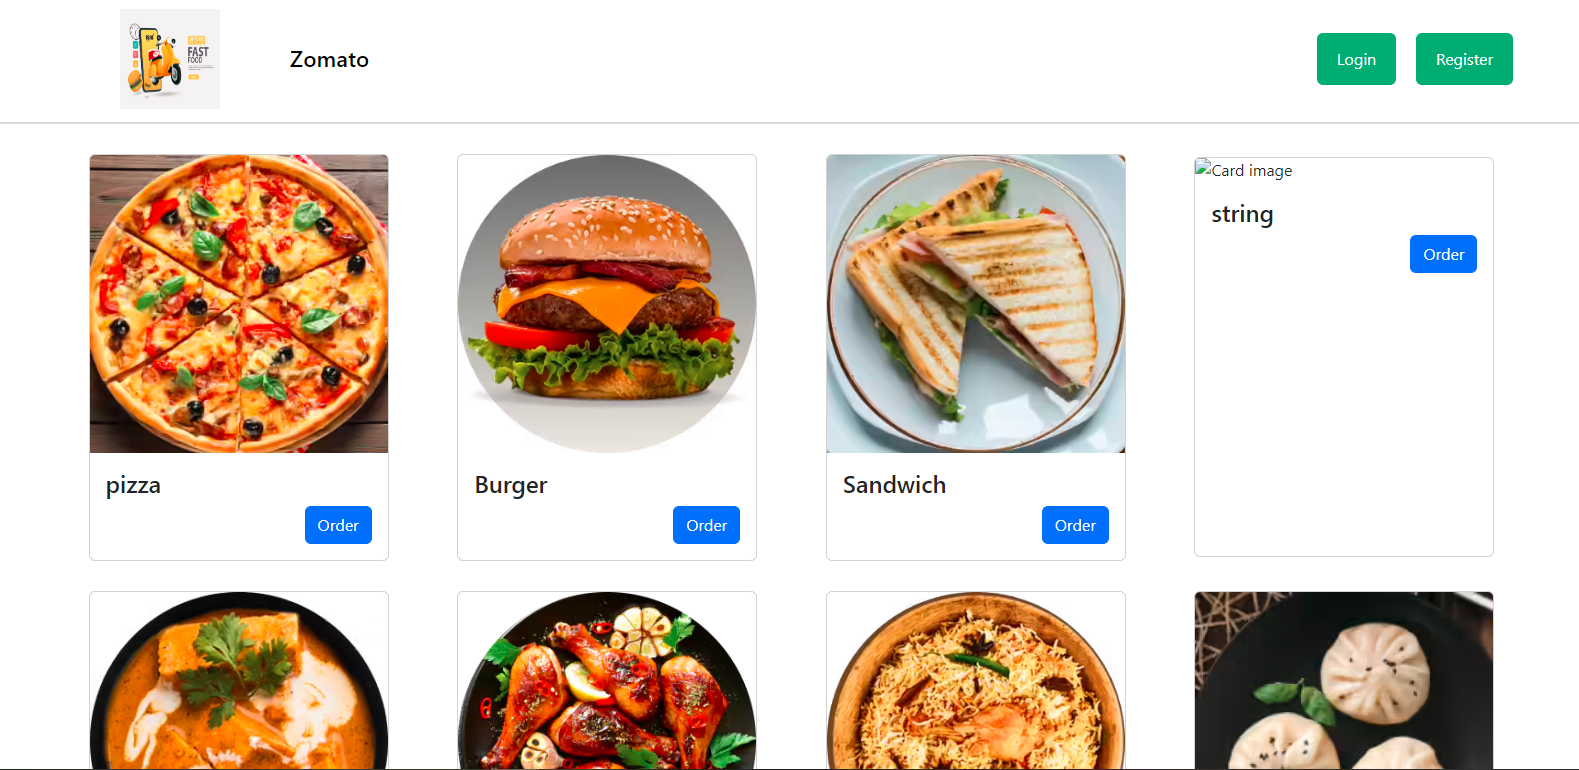 FAST
FOOD
Zomato
Login
Register
Card image
string
Order
pizza
Burger
Sandwich
Order
Order
Order